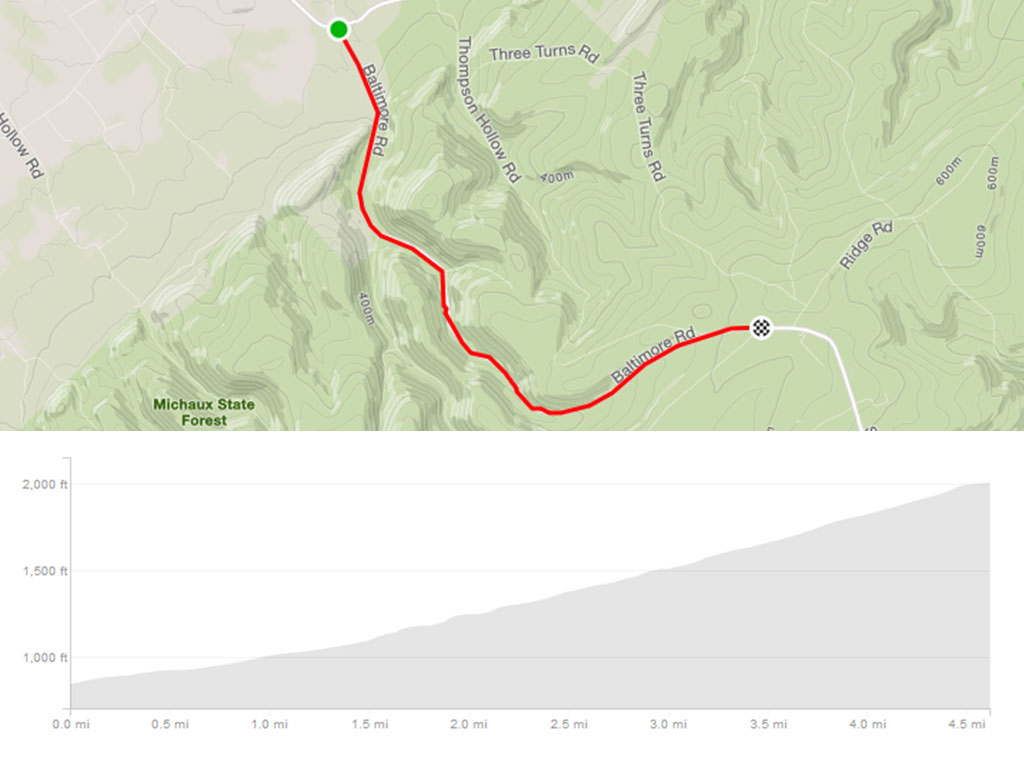 Three Turns Rd
Thompson Hollow Rd
Baltimore Rd
Three Turns Rd
Hollow Rd
400m
600m
600m
Ridge Rd
600m
400m
Baltimore Rd
Michaux State
Forest
2,000 ft
1,500 ft
1,000 ft
0.0 mi 0.5 mi 1.0 mi 1.5 mi 2.0 mi 2.5 mi 3.0 mi 3.5 mi 4.0 mi 4.5 mi